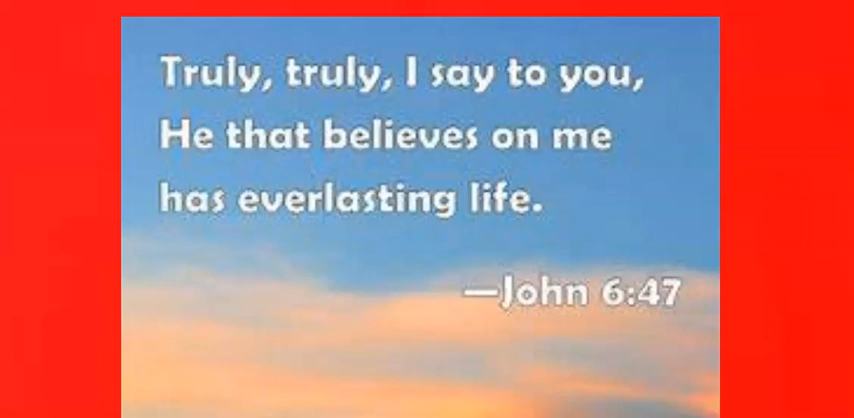 Truly, truly, I say to you,
He that believes on me
has everlasting life.
—John 6:47